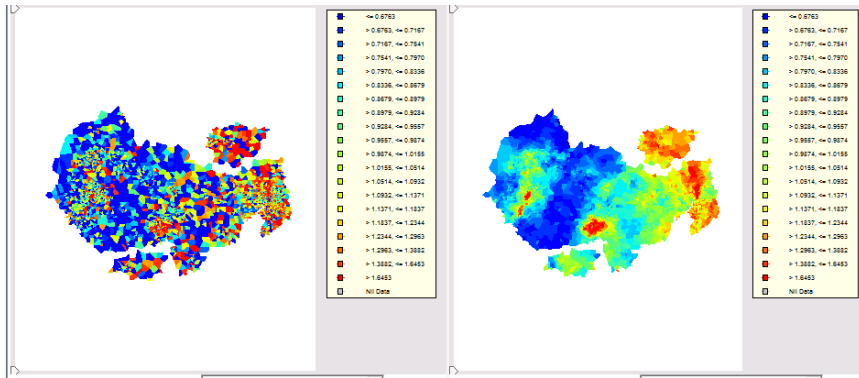 <= 0.6763
> 0.6763, <= 0.7167
> 0.7167, <= 0.7541
> 0.7541, <= 0.7970
> 0.7970, <= 0.8336
> 0.8336, <= 0.8679
> 0.8679, <= 0.8979
> 0.8979, <= 0.9284
> 0.9284, <= 0.9557
> 0.9557, <= 0.9874
> 0.9874, <= 1.0155
> 1.0155, <= 1.0514
> 1.0514, <= 1.0932
> 1.0932, <= 1.1371
> 1.1371, <= 1.1837
> 1.1837, <= 1.2344
> 1.2344, <= 1.2963
> 1.2963, <= 1.3882
> 1.3882, <= 1.6453
> 1.6453
Nil Data
<= 0.6763
> 0.6763, <= 0.7167
> 0.7167, <= 0.7541
> 0.7541, <= 0.7970
> 0.7970, <= 0.8336
> 0.8336, <= 0.8679
> 0.8679, <= 0.8979
> 0.8979, <= 0.9284
> 0.9284, <= 0.9557
> 0.9557, <= 0.9874
> 0.9874, <= 1.0155
> 1.0155, <= 1.0514
> 1.0514, <= 1.0932
> 1.0932, <= 1.1371
> 1.1371, <= 1.1837
> 1.1837, <= 1.2344
> 1.2344, <= 1.2963
> 1.2963, <= 1.3882
> 1.3882, <= 1.6453
> 1.6453
Nil Data